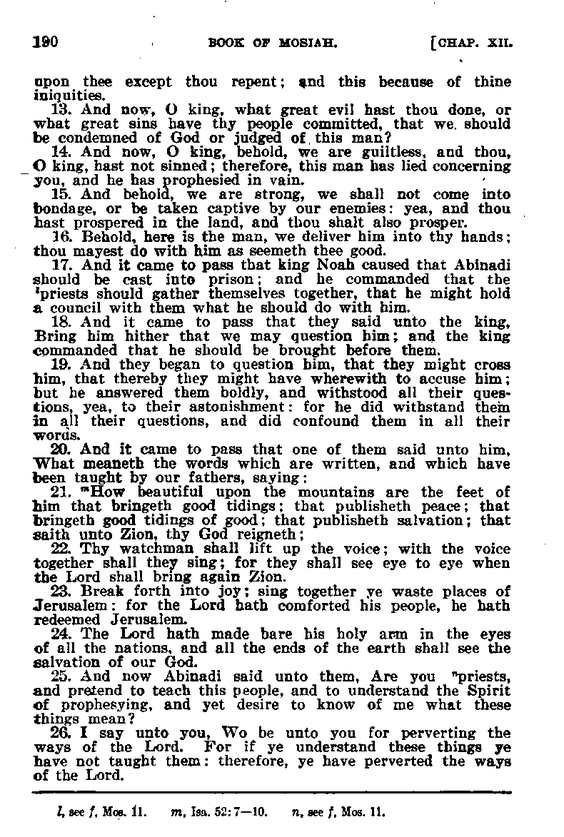 190 BOOK OF MOSIAH. [CHAP. XII.
upon thee except thou repent; and this because of thine
iniquities.
13. And now, O king, what great evil hast thou done, or
what great sins have thy people committed, that we should
be condemned of God or judged of this man?
14. And now, O king, behold, we are guiltless, and thou,
O king, hast not sinned; therefore, this man has lied concerning
you, and he has prophesied in vain.
15. And behold, we are strong, we shall not come into
bondage, or be taken captive by our enemies: yea, and thou
hast prospered in the land, and thou shalt also prosper.
16. Behold, here is the man, we deliver him into thy hands;
thou mayest do with him as seemeth thee good.
17. And it came to pass that king Noah caused that Abinadi
should be cast into prison; and he commanded that the
lpriests should gather themselves together, that he might hold
a council with them what he should do with him.
18. And it came to pass that they said unto the king,
Bring him hither that we may question him; and the king
commanded that he should be brought before them.
19. And they began to question him, that they might cross
him, that thereby they might have wherewith to accuse him;
but he answered them boldly, and withstood all their ques-
tions, yea, to their astonishment: for he did withstand them
in all their questions, and did confound them in all their
words.
20. And it came to pass that one of them said unto him,
What meaneth the words which are written, and which have
been taught by our fathers, saying:
21. mHow beautiful upon the mountains are the feet of
him that bringeth good tidings; that publisheth peace; that
bringeth good tidings of good; that publisheth salvation; that
saith unto Zion, thy God reigneth;
22. Thy watchman shall lift up the voice; with the voice
together shall they sing; for they shall see eye to eye when
the Lord shall bring again Zion.
23. Break forth into joy; sing together ye waste places of
Jerusalem: for the Lord hath comforted his people, he hath
redeemed Jerusalem.
24. The Lord hath made bare his holy arm in the eyes
of all the nations, and all the ends of the earth shall see the
salvation of our God.
25. And now Abinadi said unto them, Are you npriests,
and pretend to teach this people, and to understand the Spirit
of prophesying, and yet desire to know of me what these
things mean?
26. I say unto you, Wo be unto you for perverting the
ways of the Lord. For if ye understand these things ye
have not taught them: therefore, ye have perverted the ways
of the Lord.
l, see f, Mos. 11. m, Isa. 52: 7—10. n, see f, Mos. 11.